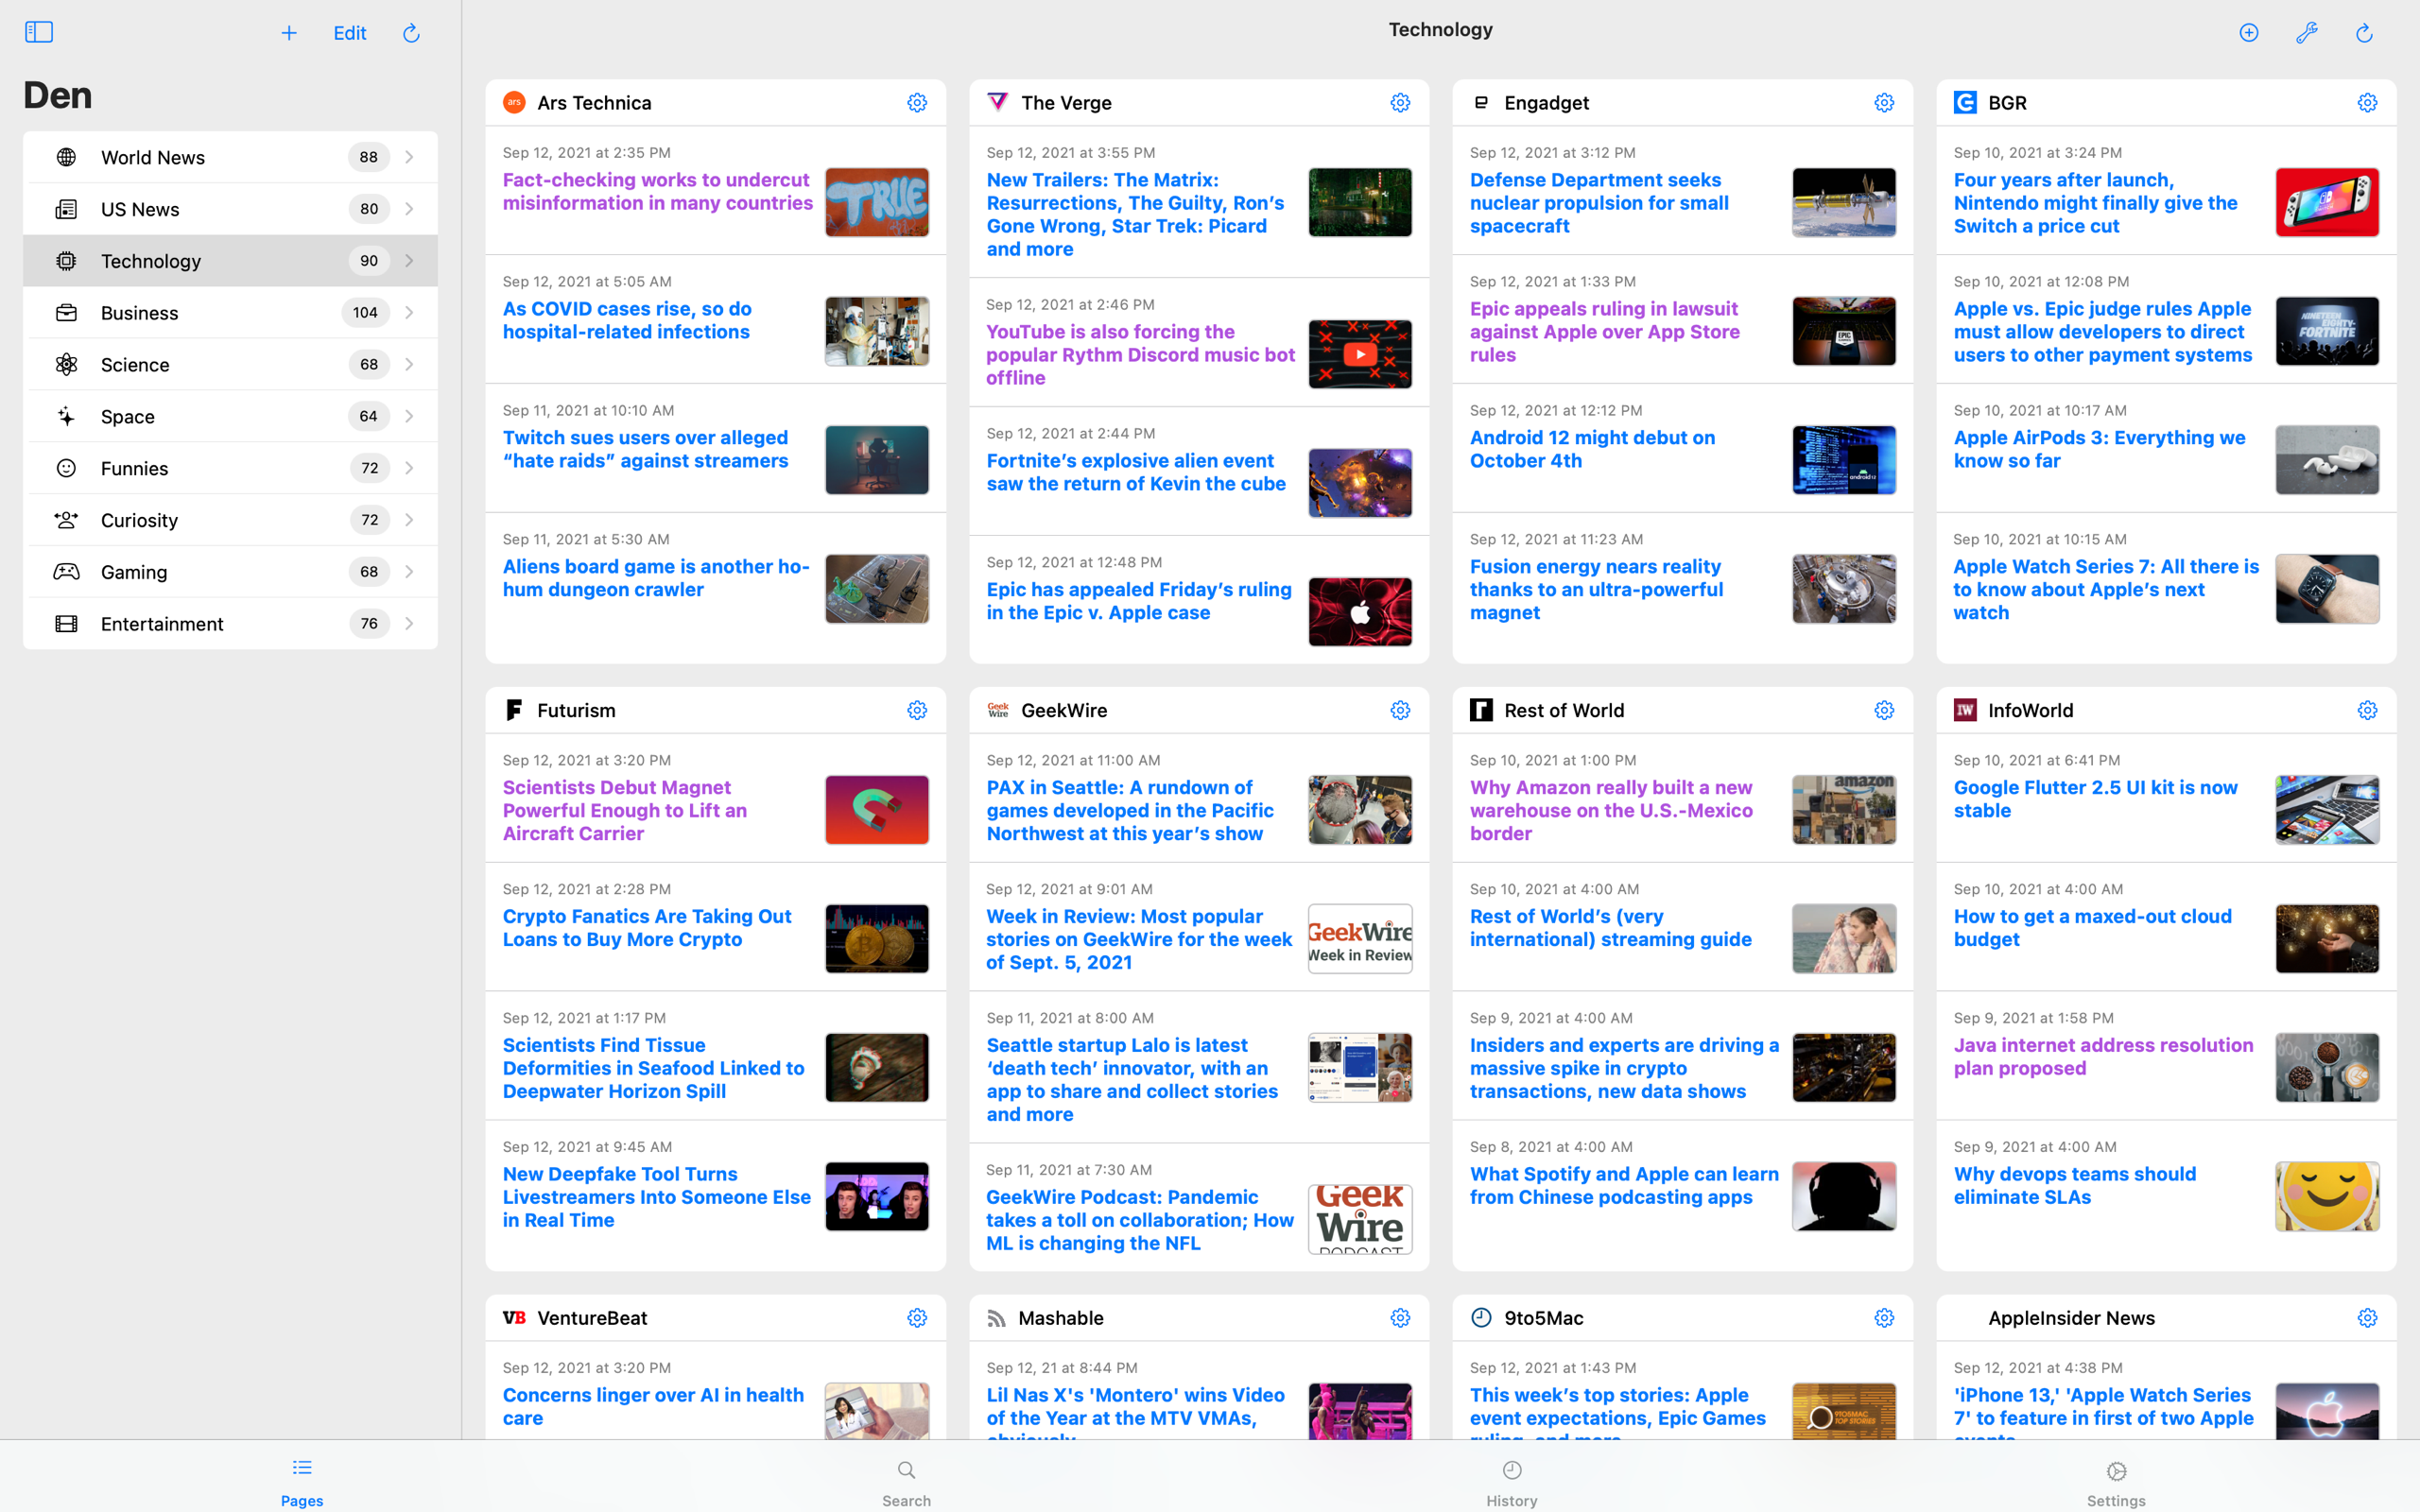 Edit
Technology
Den
World News 88
US News 80
Technology 90
Business 104
Science 68
Space 64
Funnies 72
Curiosity 72
Gaming 68
Entertainment 76
ars
Ars Technica
Sep 12, 2021 at 2:35 PM
Fact-checking works to undercut
misinformation in many countries
TRUE
Sep 12, 2021 at 5:05 AM
As COVID cases rise, so do
hospital-related infections
Sep 11, 2021 at 10:10 AM
Twitch sues users over alleged
“hate raids” against streamers
Sep 11, 2021 at 5:30 AM
Aliens board game is another ho-
hum dungeon crawler
The Verge
Sep 12, 2021 at 3:55 PM
New Trailers: The Matrix:
Resurrections, The Guilty, Ron’s
Gone Wrong, Star Trek: Picard
and more
Sep 12, 2021 at 2:46 PM
YouTube is also forcing the
popular Rythm Discord music bot
offline
Sep 12, 2021 at 2:44 PM
Fortnite’s explosive alien event
saw the return of Kevin the cube
Sep 12, 2021 at 12:48 PM
Epic has appealed Friday’s ruling
in the Epic v. Apple case
Engadget
Sep 12, 2021 at 3:12 PM
Defense Department seeks
nuclear propulsion for small
spacecraft
Sep 12, 2021 at 1:33 PM
Epic appeals ruling in lawsuit
against Apple over App Store
rules
EPIC
Sep 12, 2021 at 12:12 PM
Android 12 might debut on
October 4th
android 12
Sep 12, 2021 at 11:23 AM
Fusion energy nears reality
thanks to an ultra-powerful
magnet
BGR
Sep 10, 2021 at 3:24 PM
Four years after launch,
Nintendo might finally give the
Switch a price cut
Sep 10, 2021 at 12:08 PM
Apple vs. Epic judge rules Apple
must allow developers to direct
users to other payment systems
NINETEEN
EIGHTY-
FORTNITE
Sep 10, 2021 at 10:17 AM
Apple AirPods 3: Everything we
know so far
Sep 10, 2021 at 10:15 AM
Apple Watch Series 7: All there is
to know about Apple’s next
watch
Futurism
Sep 12, 2021 at 3:20 PM
Scientists Debut Magnet
Powerful Enough to Lift an
Aircraft Carrier
Sep 12, 2021 at 2:28 PM
Crypto Fanatics Are Taking Out
Loans to Buy More Crypto
Sep 12, 2021 at 1:17 PM
Scientists Find Tissue
Deformities in Seafood Linked to
Deepwater Horizon Spill
Sep 12, 2021 at 9:45 AM
New Deepfake Tool Turns
Livestreamers Into Someone Else
in Real Time
Geek
Wire
GeekWire
Sep 12, 2021 at 11:00 AM
PAX in Seattle: A rundown of
games developed in the Pacific
Northwest at this year’s show
Sep 12, 2021 at 9:01 AM
Week in Review: Most popular
stories on GeekWire for the week
of Sept. 5, 2021
GeekWire
Week in Review
Sep 11, 2021 at 8:00 AM
Seattle startup Lalo is latest
‘death tech’ innovator, with an
app to share and collect stories
and more
Sep 11, 2021 at 7:30 AM
GeekWire Podcast: Pandemic
takes a toll on collaboration; How
ML is changing the NFL
Geek
Wire
PODCAST
Rest of World
Sep 10, 2021 at 1:00 PM
Why Amazon really built a new
warehouse on the U.S.-Mexico
border
amazon
Sep 10, 2021 at 4:00 AM
Rest of World’s (very
international) streaming guide
Sep 9, 2021 at 4:00 AM
Insiders and experts are driving a
massive spike in crypto
transactions, new data shows
Sep 8, 2021 at 4:00 AM
What Spotify and Apple can learn
from Chinese podcasting apps
IW
InfoWorld
Sep 10, 2021 at 6:41 PM
Google Flutter 2.5 UI kit is now
stable
Sep 10, 2021 at 4:00 AM
How to get a maxed-out cloud
budget
Sep 9, 2021 at 1:58 PM
Java internet address resolution
plan proposed
Sep 9, 2021 at 4:00 AM
Why devops teams should
eliminate SLAs
VB
VentureBeat
Sep 12, 2021 at 3:20 PM
Concerns linger over AI in health
care
Mashable
Sep 12, 21 at 8:44 PM
Lil Nas X's 'Montero' wins Video
of the Year at the MTV VMAs,
obviously
9to5Mac
Sep 12, 2021 at 1:43 PM
This week’s top stories: Apple
event expectations, Epic Games
ruling, and more
9TO5MAC
TOP STORIES
AppleInsider News
Sep 12, 2021 at 4:38 PM
'iPhone 13,' 'Apple Watch Series
7' to feature in first of two Apple
events
Pages
Search
History
Settings